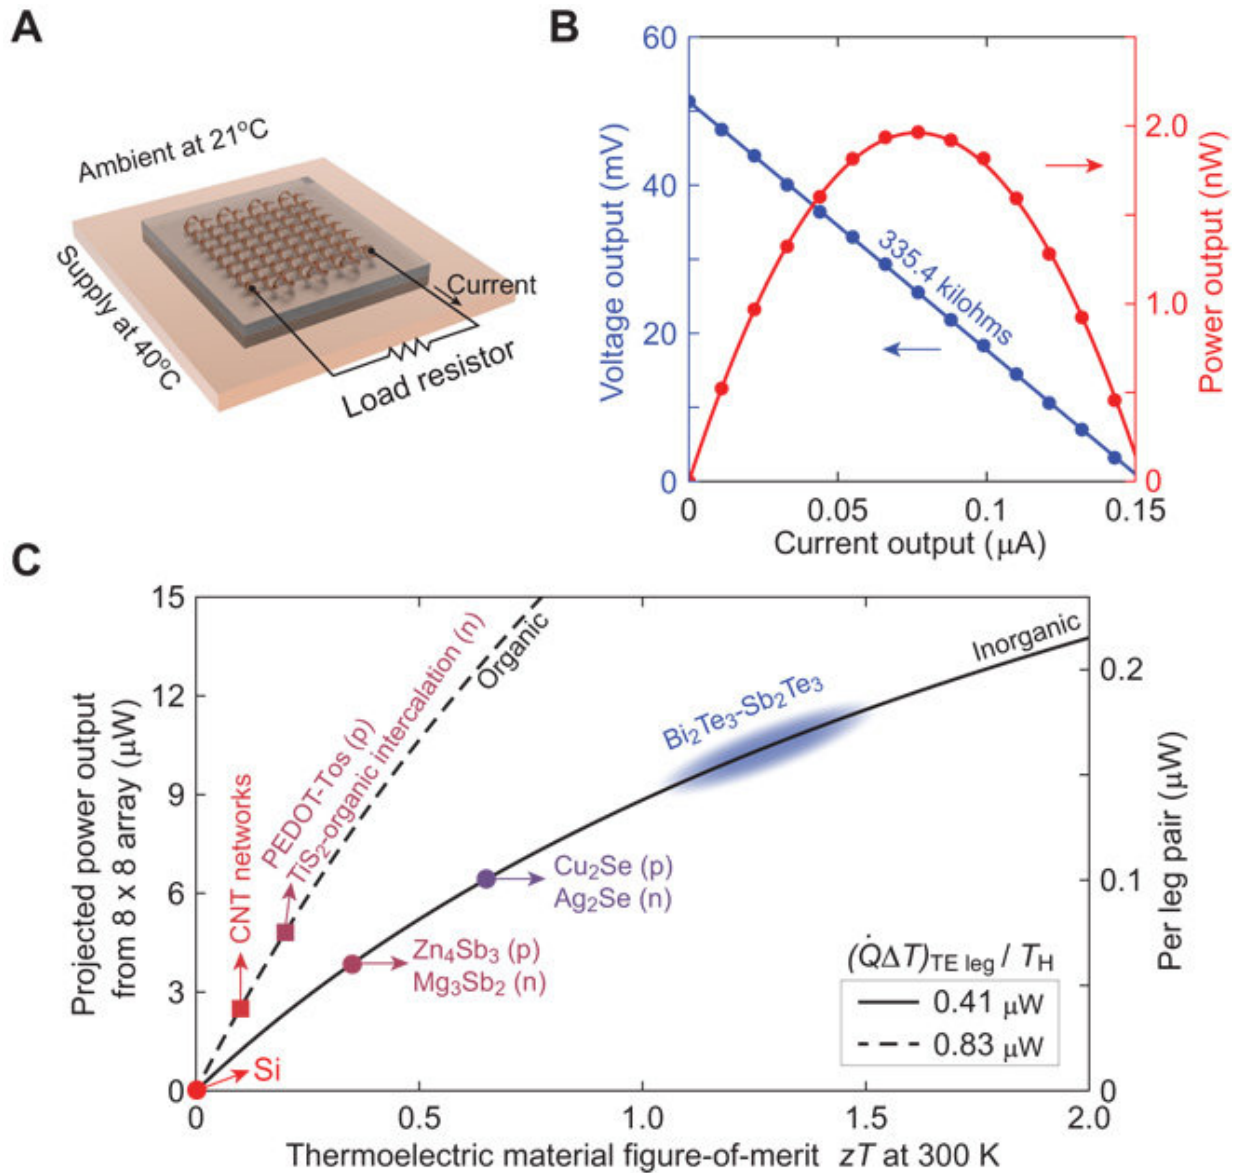 A
Ambient at 21°C
Supply at 40°C
Current
Load resistor
B
60
40
20
0
Voltage output (mV)
335.4 kilohms
2.0
1.0
0
Power output (nW)
0
0.05
0.1
0.15
Current output (μA)
C
15
12
9
6
3
0
Projected power output
from 8 x 8 array (μW)
CNT networks
PEDOT-Tos (p)
TiS₂-organic intercalation (n)
Organic
Inorganic
Bi₂Te₃-Sb₂Te₃
Cu₂Se (p)
Ag₂Se (n)
Zn₄Sb₃ (p)
Mg₃Sb₂ (n)
Si
(Q̇ΔT)TE leg / TH
0.41 μW
0.83 μW
0.2
0.1
0
Per leg pair (μW)
0
0.5
1.0
1.5
2.0
Thermoelectric material figure-of-merit zT at 300 K